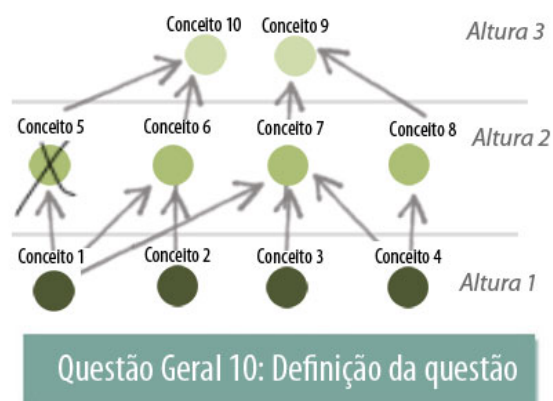 Conceito 10 Conceito 9 Altura 3
Conceito 5 Conceito 6 Conceito 7 Conceito 8 Altura 2
Conceito 1 Conceito 2 Conceito 3 Conceito 4
Altura 1
Questão Geral 10: Definição da questão